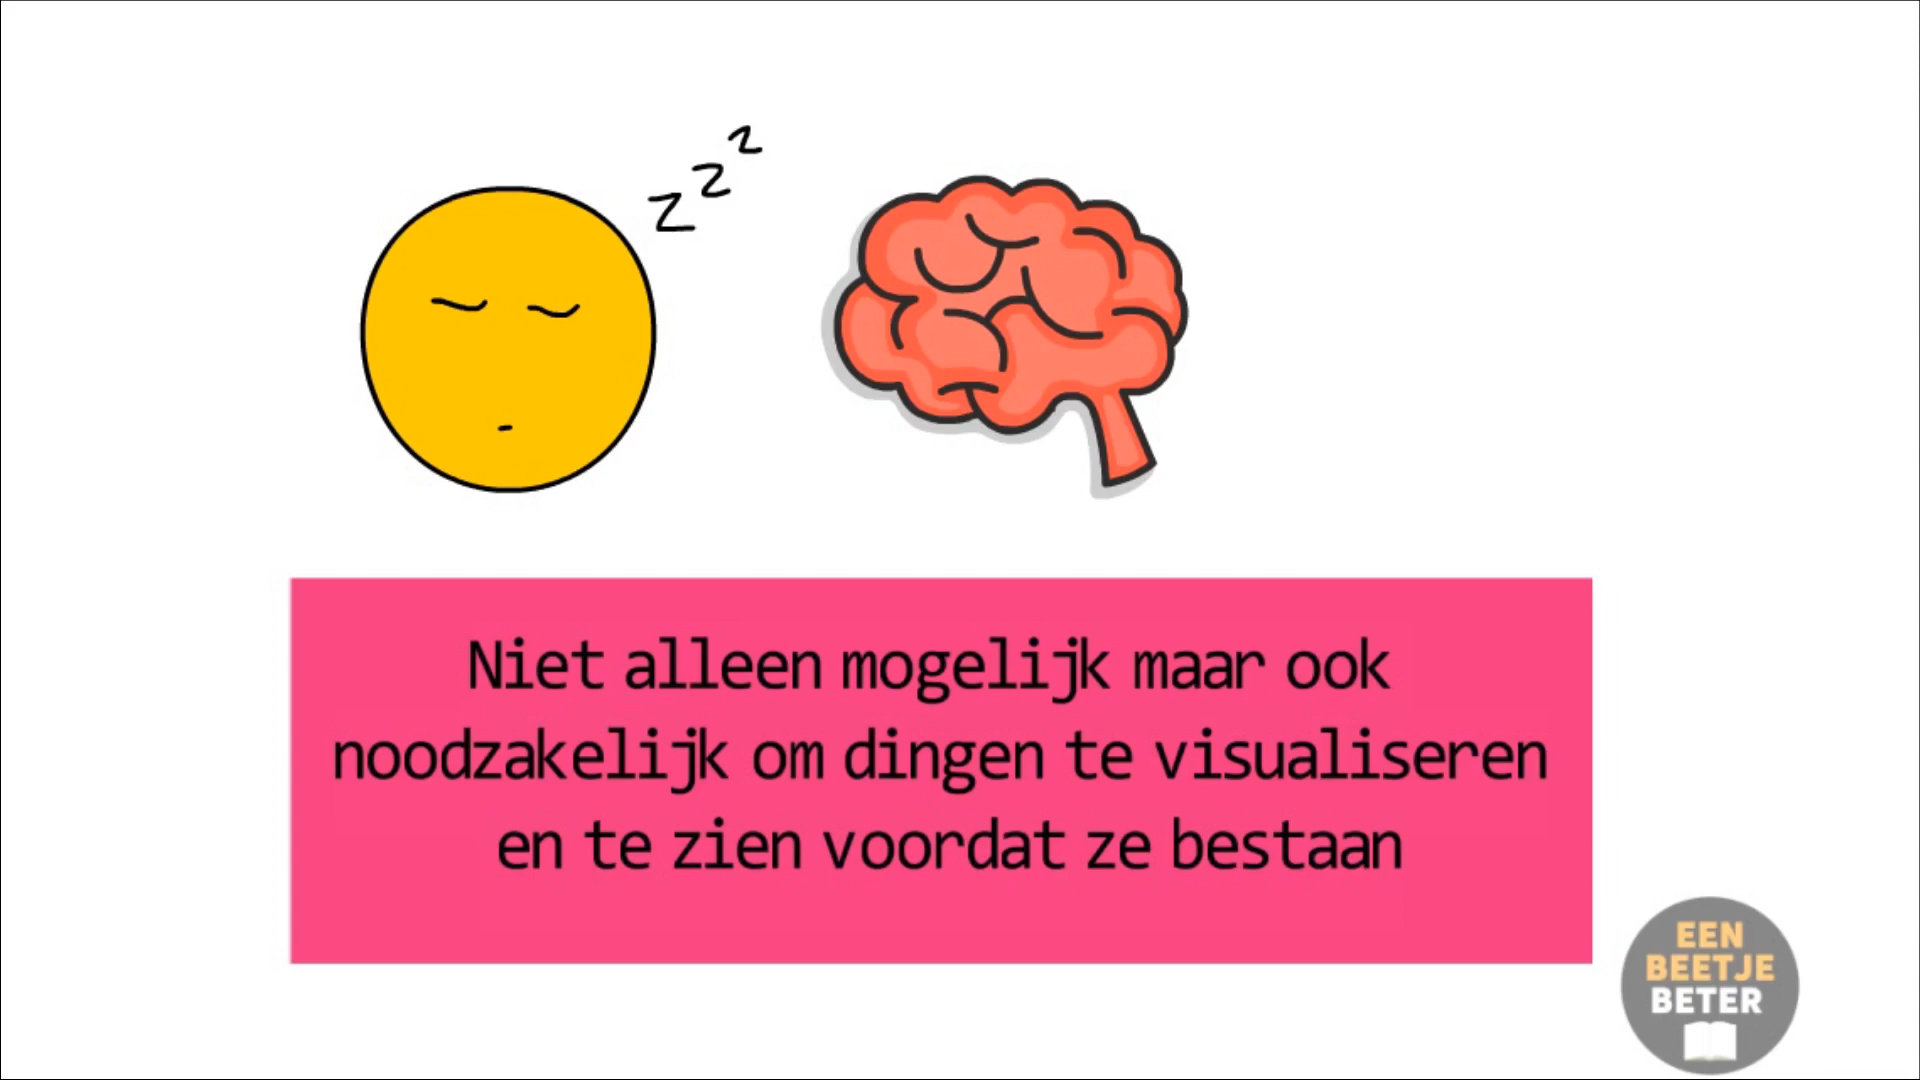 z z z
Niet alleen mogelijk maar ook
noodzakelijk om dingen te visualiseren
en te zien voordat ze bestaan
EEN
BEETJE
BETER